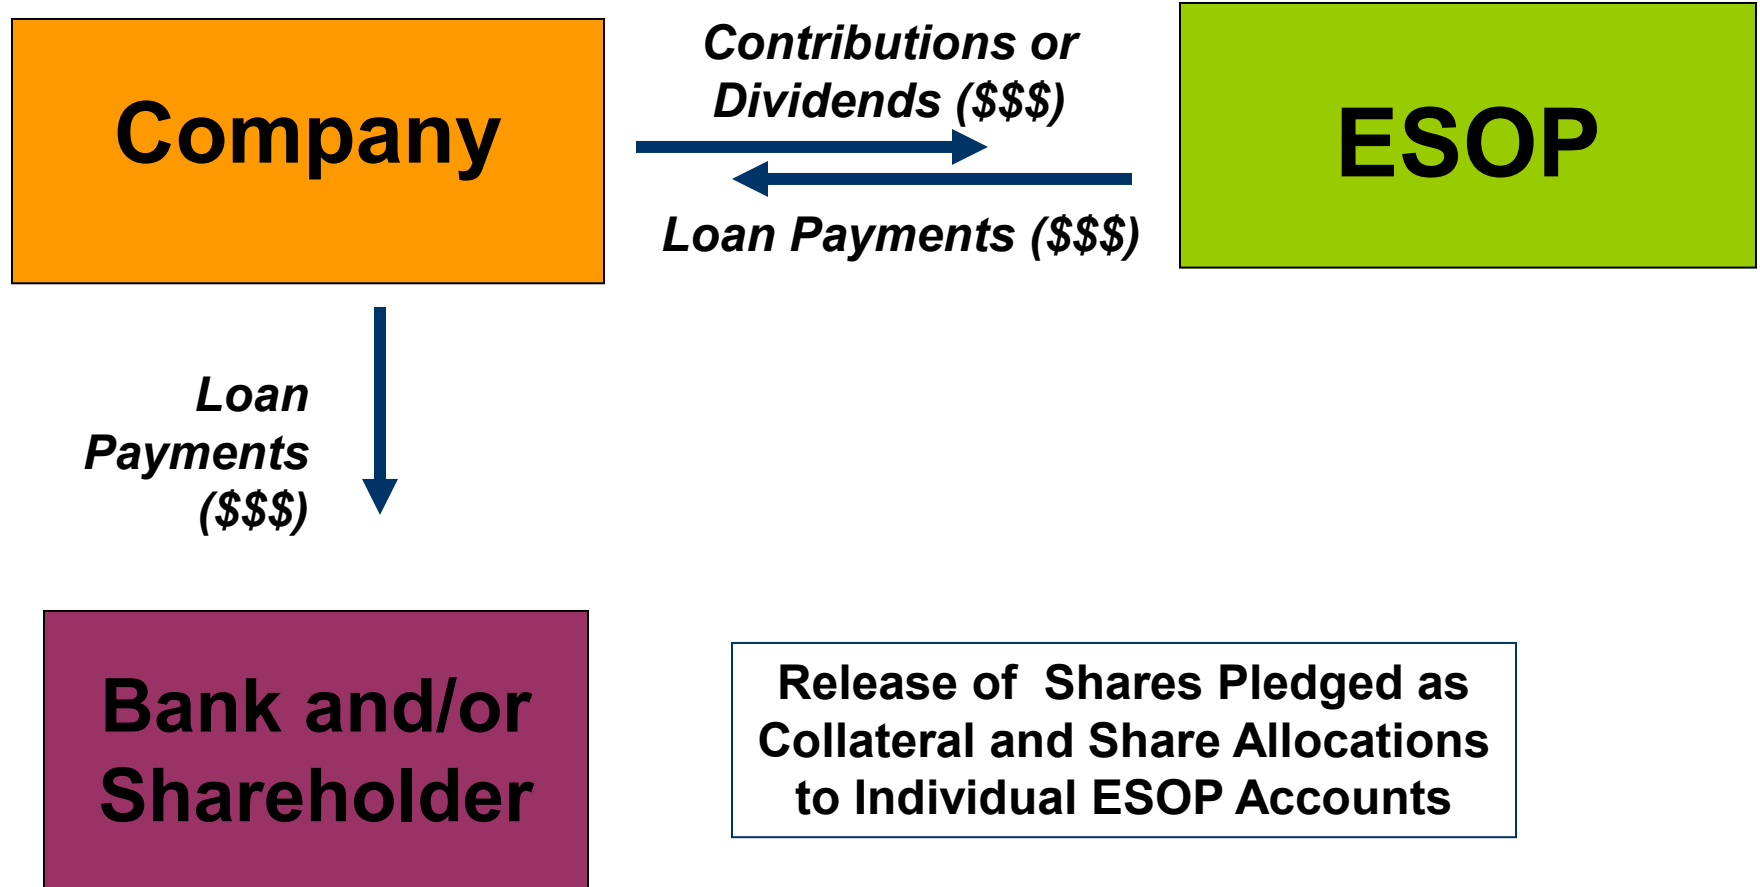 Company
Contributions or
Dividends ($$$)
ESOP
Loan Payments ($$$)
Loan
Payments
($$$)
Bank and/or
Shareholder
Release of  Shares Pledged as
Collateral and Share Allocations
to Individual ESOP Accounts